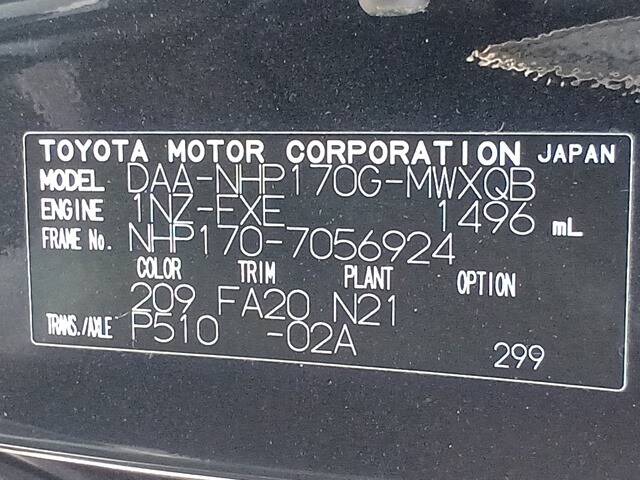 TOYOTA MOTOR CORPORATION JAPAN
MODEL DAA-NHP170G-MWXQB
ENGINE 1NZ-FXE 1496 mL
FRAME No. NHP170-7056924
COLOR TRIM PLANT OPTION
209 FA20 N21
TRANS./AXLE P510 -02A
299